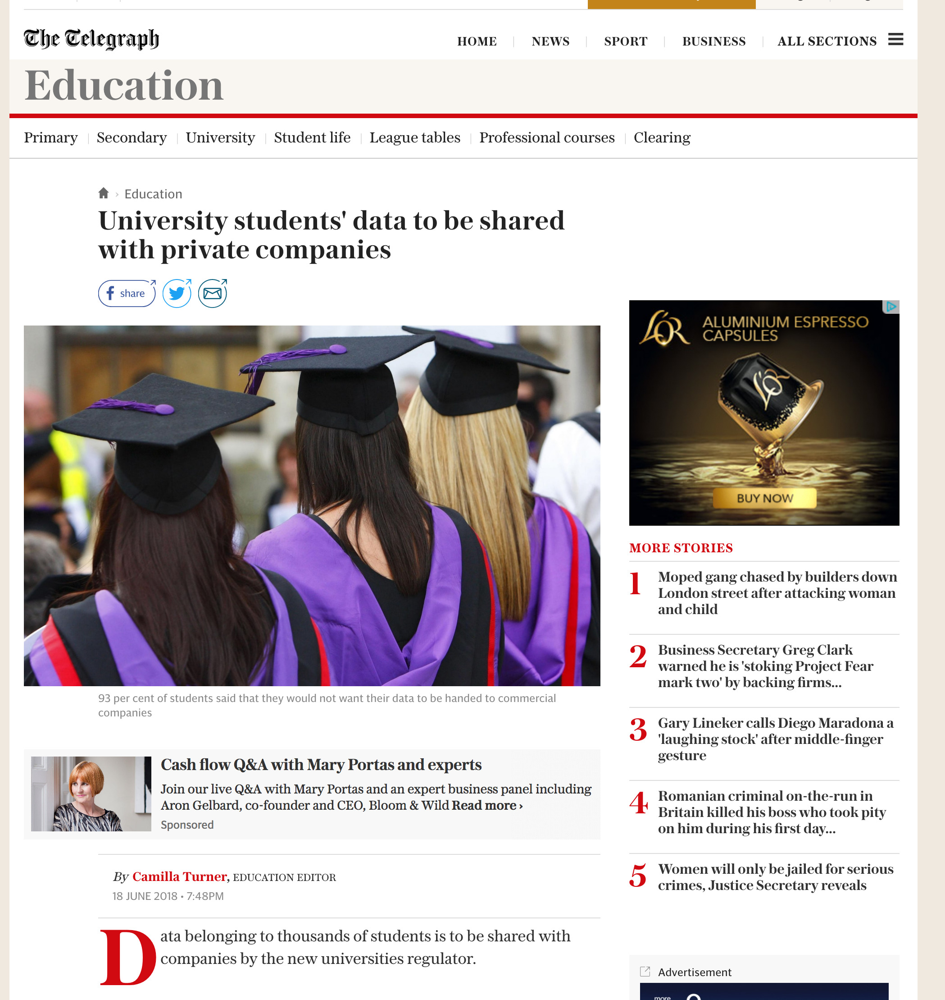 The Telegraph
HOME
NEWS
SPORT
BUSINESS
ALL SECTIONS
Education
Primary
Secondary
University
Student life
League tables
Professional courses
Clearing
› Education
University students' data to be shared
with private companies
share
93 per cent of students said that they would not want their data to be handed to commercial
companies
Cash flow Q&A with Mary Portas and experts
Join our live Q&A with Mary Portas and an expert business panel including
Aron Gelbard, co-founder and CEO, Bloom & Wild Read more ›
Sponsored
By Camilla Turner, EDUCATION EDITOR
18 JUNE 2018 • 7:48PM
Data belonging to thousands of students is to be shared with
companies by the new universities regulator.
L'OR
ALUMINIUM ESPRESSO
CAPSULES
L'OR
BUY NOW
MORE STORIES
1
Moped gang chased by builders down
London street after attacking woman
and child
2
Business Secretary Greg Clark
warned he is 'stoking Project Fear
mark two' by backing firms...
3
Gary Lineker calls Diego Maradona a
'laughing stock' after middle-finger
gesture
4
Romanian criminal on-the-run in
Britain killed his boss who took pity
on him during his first day...
5
Women will only be jailed for serious
crimes, Justice Secretary reveals
Advertisement
more